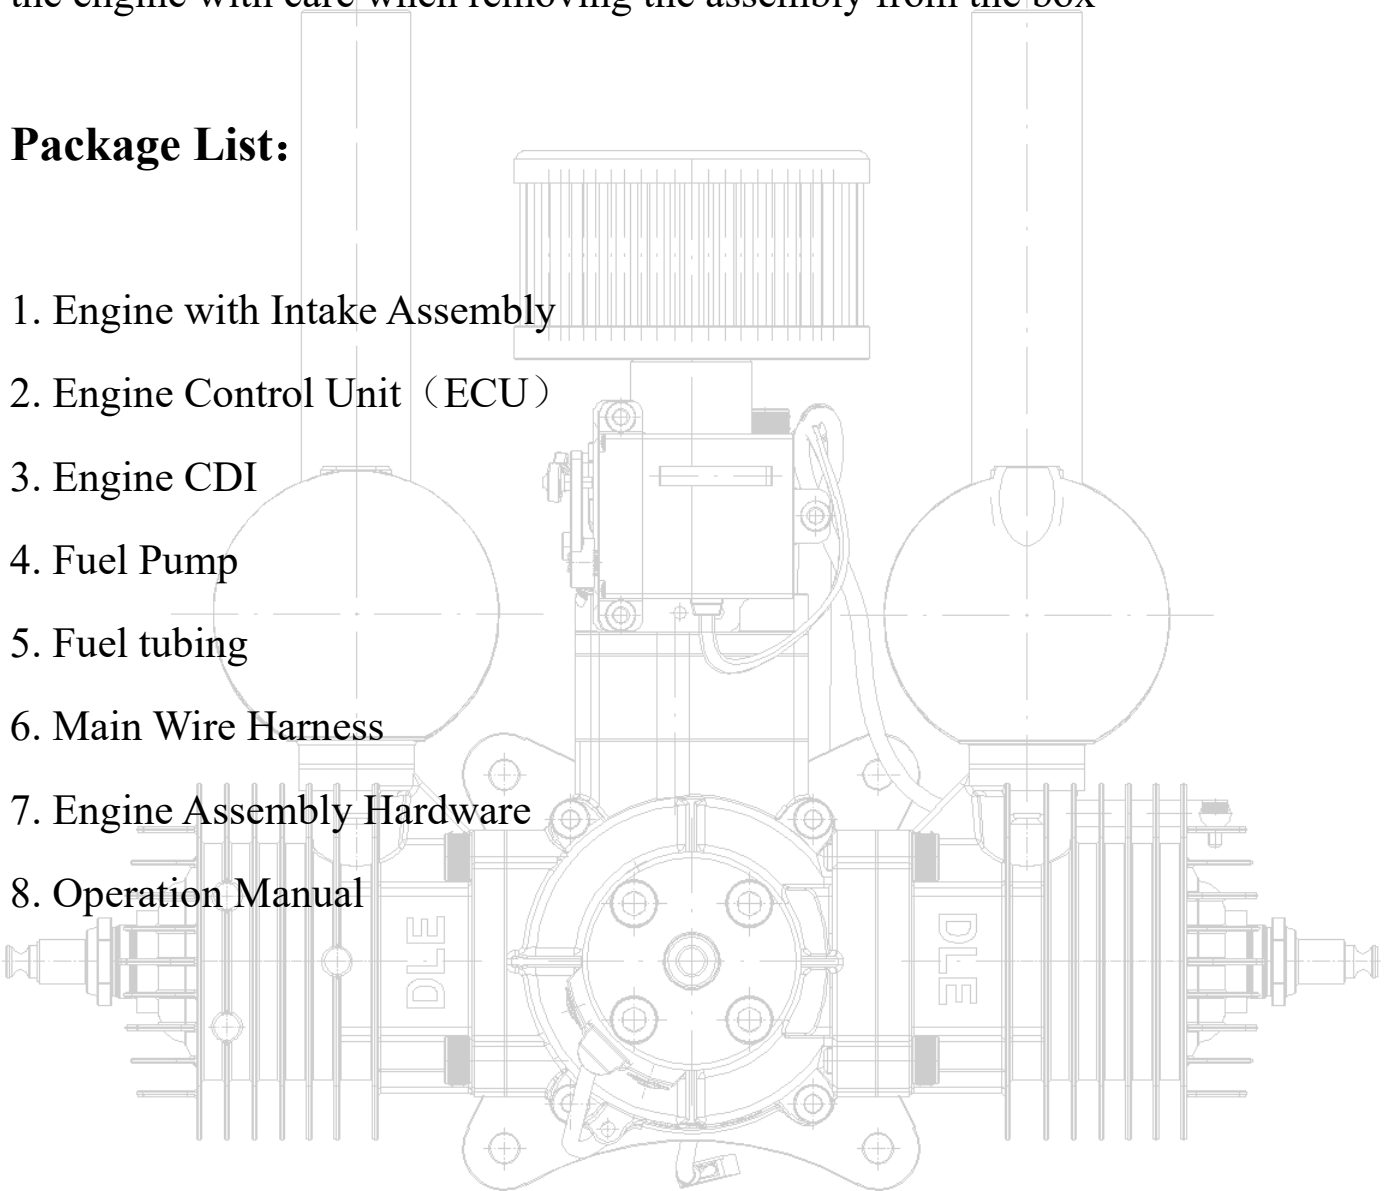 the engine with care when removing the assembly from the box
Package List：
1. Engine with Intake Assembly
2. Engine Control Unit（ECU）
3. Engine CDI
4. Fuel Pump
5. Fuel tubing
6. Main Wire Harness
7. Engine Assembly Hardware
8. Operation Manual
DLE
DLE